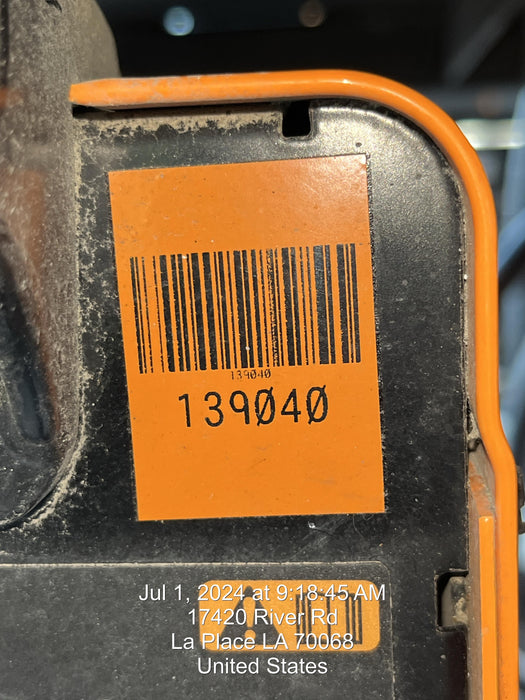 139040
139040
Jul 1, 2024 at 9:18:45 AM
17420 River Rd
La Place LA 70068
United States